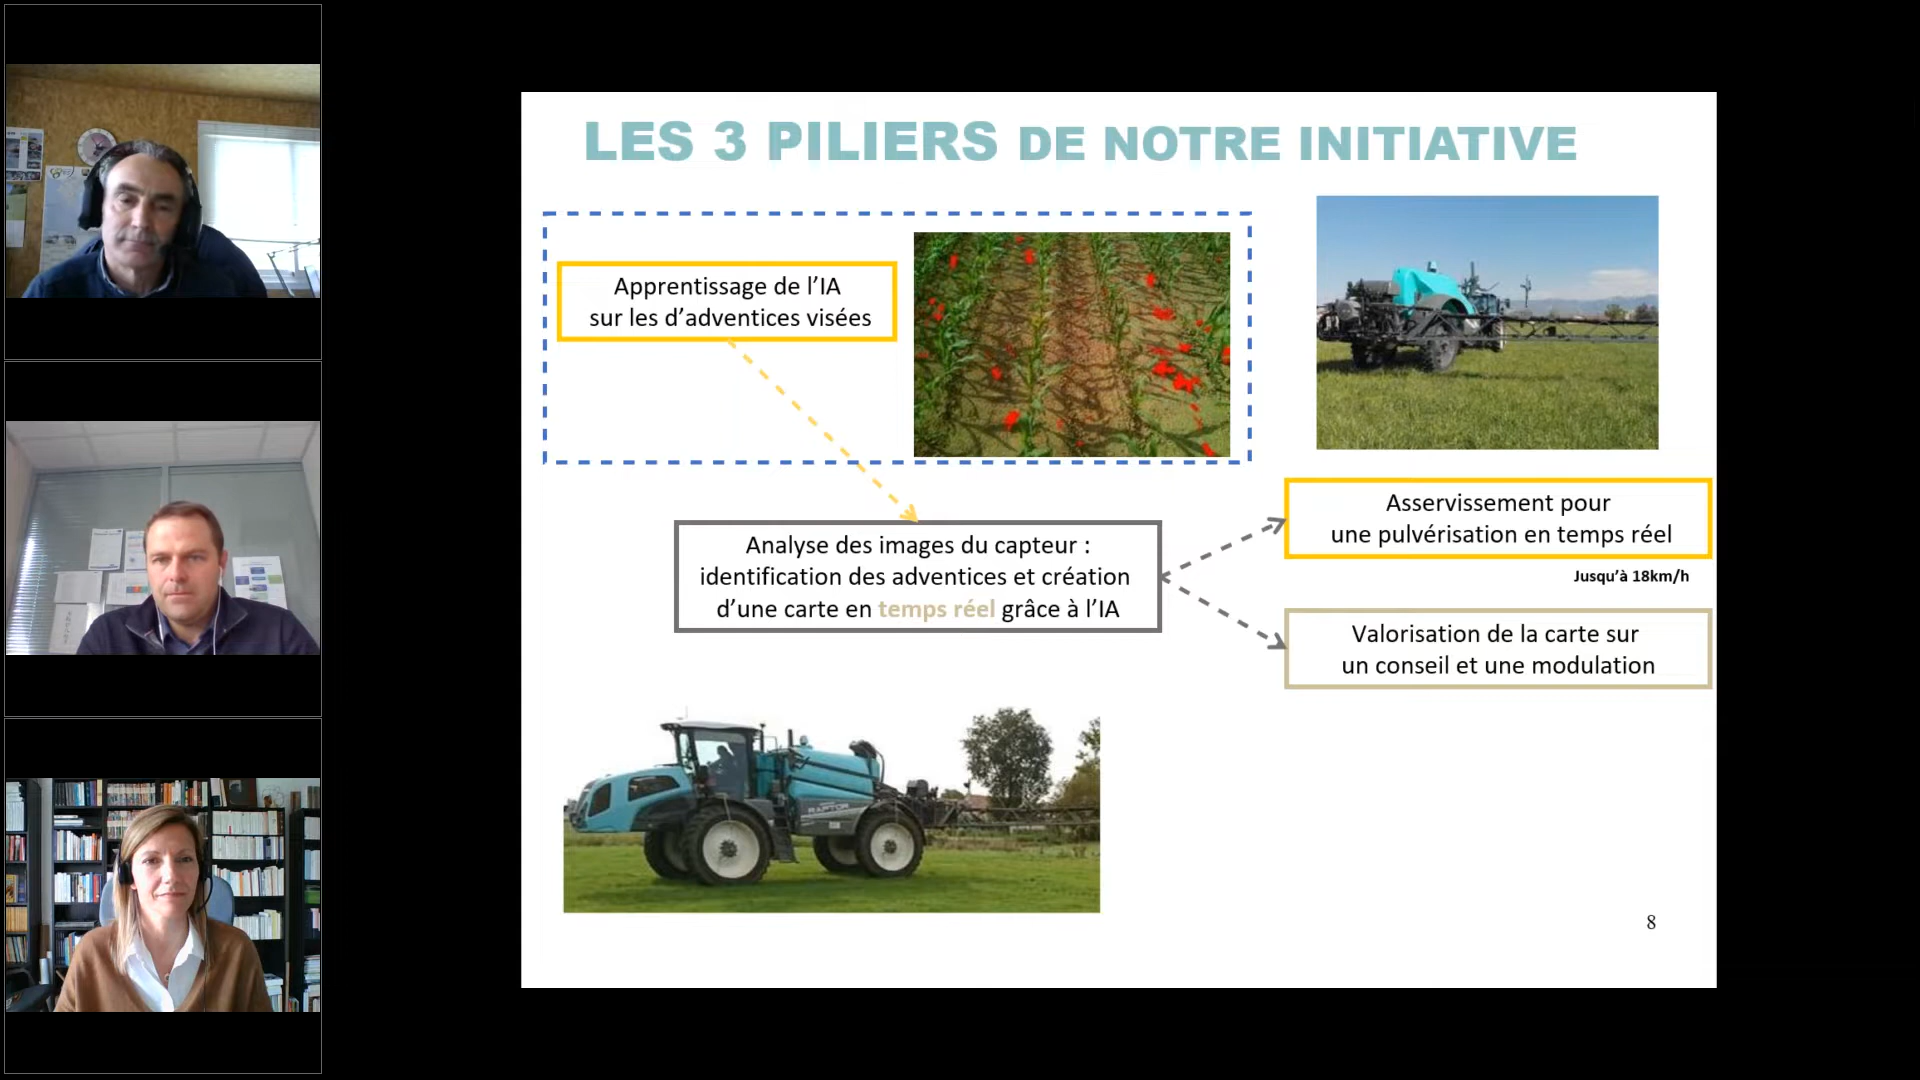 LES 3 PILIERS DE NOTRE INITIATIVE
Apprentissage de l'IA
sur les d'adventices visées
Analyse des images du capteur :
identification des adventices et création
d'une carte en temps réel grâce à l'IA
Asservissement pour
une pulvérisation en temps réel
Jusqu'à 18km/h
Valorisation de la carte sur
un conseil et une modulation
RAPTOR
8